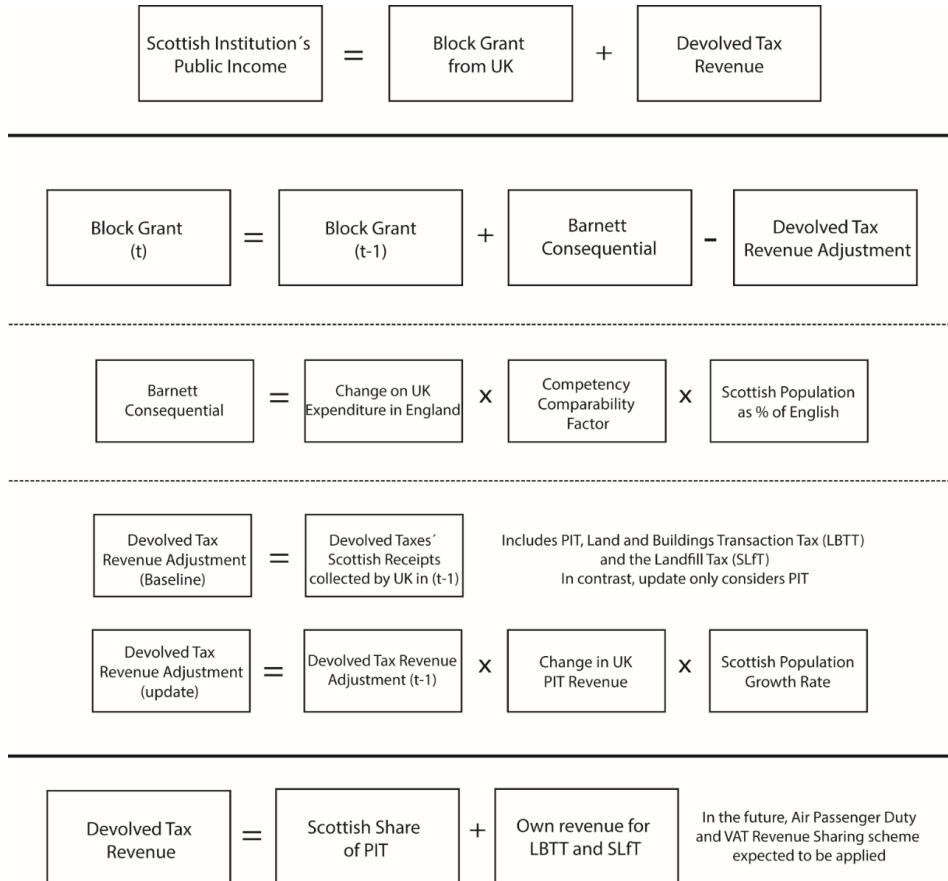 Scottish Institution´s
Public Income
=
Block Grant
from UK
+
Devolved Tax
Revenue
Block Grant
(t)
=
Block Grant
(t-1)
+
Barnett
Consequential
-
Devolved Tax
Revenue Adjustment
Barnett
Consequential
=
Change on UK
Expenditure in England
x
Competency
Comparability
Factor
x
Scottish Population
as % of English
Devolved Tax
Revenue Adjustment
(Baseline)
=
Devolved Taxes´
Scottish Receipts
collected by UK in (t-1)
Includes PIT, Land and Buildings Transaction Tax (LBTT)
and the Landfill Tax (SLfT)
In contrast, update only considers PIT
Devolved Tax
Revenue Adjustment
(update)
=
Devolved Tax Revenue
Adjustment (t-1)
x
Change in UK
PIT Revenue
x
Scottish Population
Growth Rate
Devolved Tax
Revenue
=
Scottish Share
of PIT
+
Own revenue for
LBTT and SLfT
In the future, Air Passenger Duty
and VAT Revenue Sharing scheme
expected to be applied